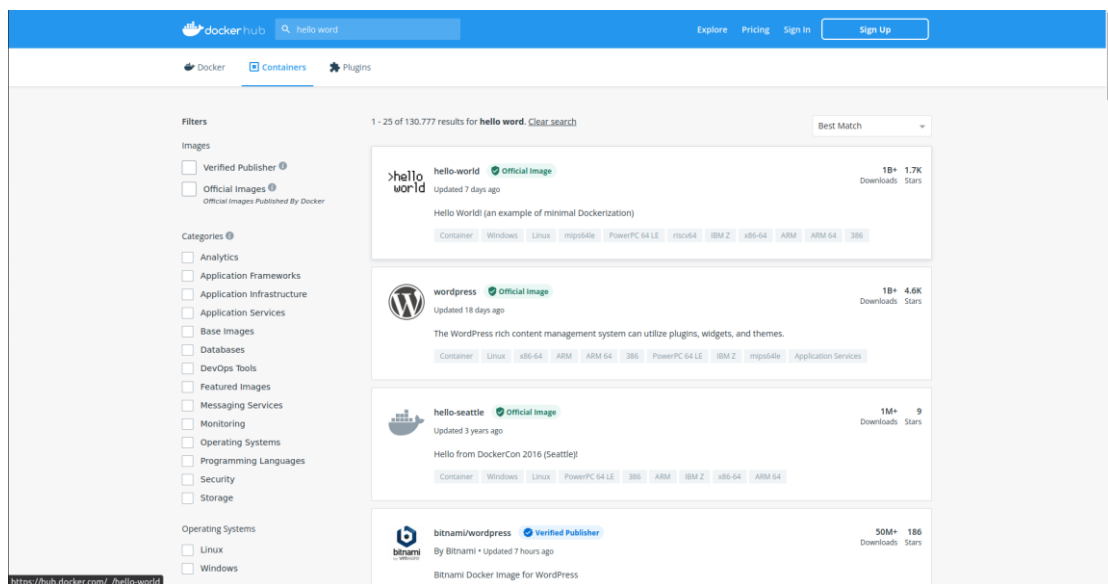 dockerhub
hello word
Explore Pricing Sign In Sign Up
Docker Containers Plugins
Filters
Images
Verified Publisher
Official Images
Official Images Published By Docker
Categories
Analytics
Application Frameworks
Application Infrastructure
Application Services
Base Images
Databases
DevOps Tools
Featured Images
Messaging Services
Monitoring
Operating Systems
Programming Languages
Security
Storage
Operating Systems
Linux
Windows
https://hub.docker.com/_/hello-world
1 - 25 of 130.777 results for hello word. Clear search
Best Match
>hello
world
hello-world Official Image
Updated 7 days ago
1B+ 1.7K
Downloads Stars
Hello World! (an example of minimal Dockerization)
Container Windows Linux mips64le PowerPC 64 LE riscv64 IBM Z x86-64 ARM ARM 64 386
W
wordpress Official Image
Updated 18 days ago
1B+ 4.6K
Downloads Stars
The WordPress rich content management system can utilize plugins, widgets, and themes.
Container Linux x86-64 ARM ARM 64 386 PowerPC 64 LE IBM Z mips64le Application Services
hello-seattle Official Image
Updated 3 years ago
1M+ 9
Downloads Stars
Hello from DockerCon 2016 (Seattle)!
Container Windows Linux PowerPC 64 LE 386 ARM IBM Z x86-64 ARM 64
bitnami
by VMware
bitnami/wordpress Verified Publisher
By Bitnami • Updated 7 hours ago
50M+ 186
Downloads Stars
Bitnami Docker Image for WordPress